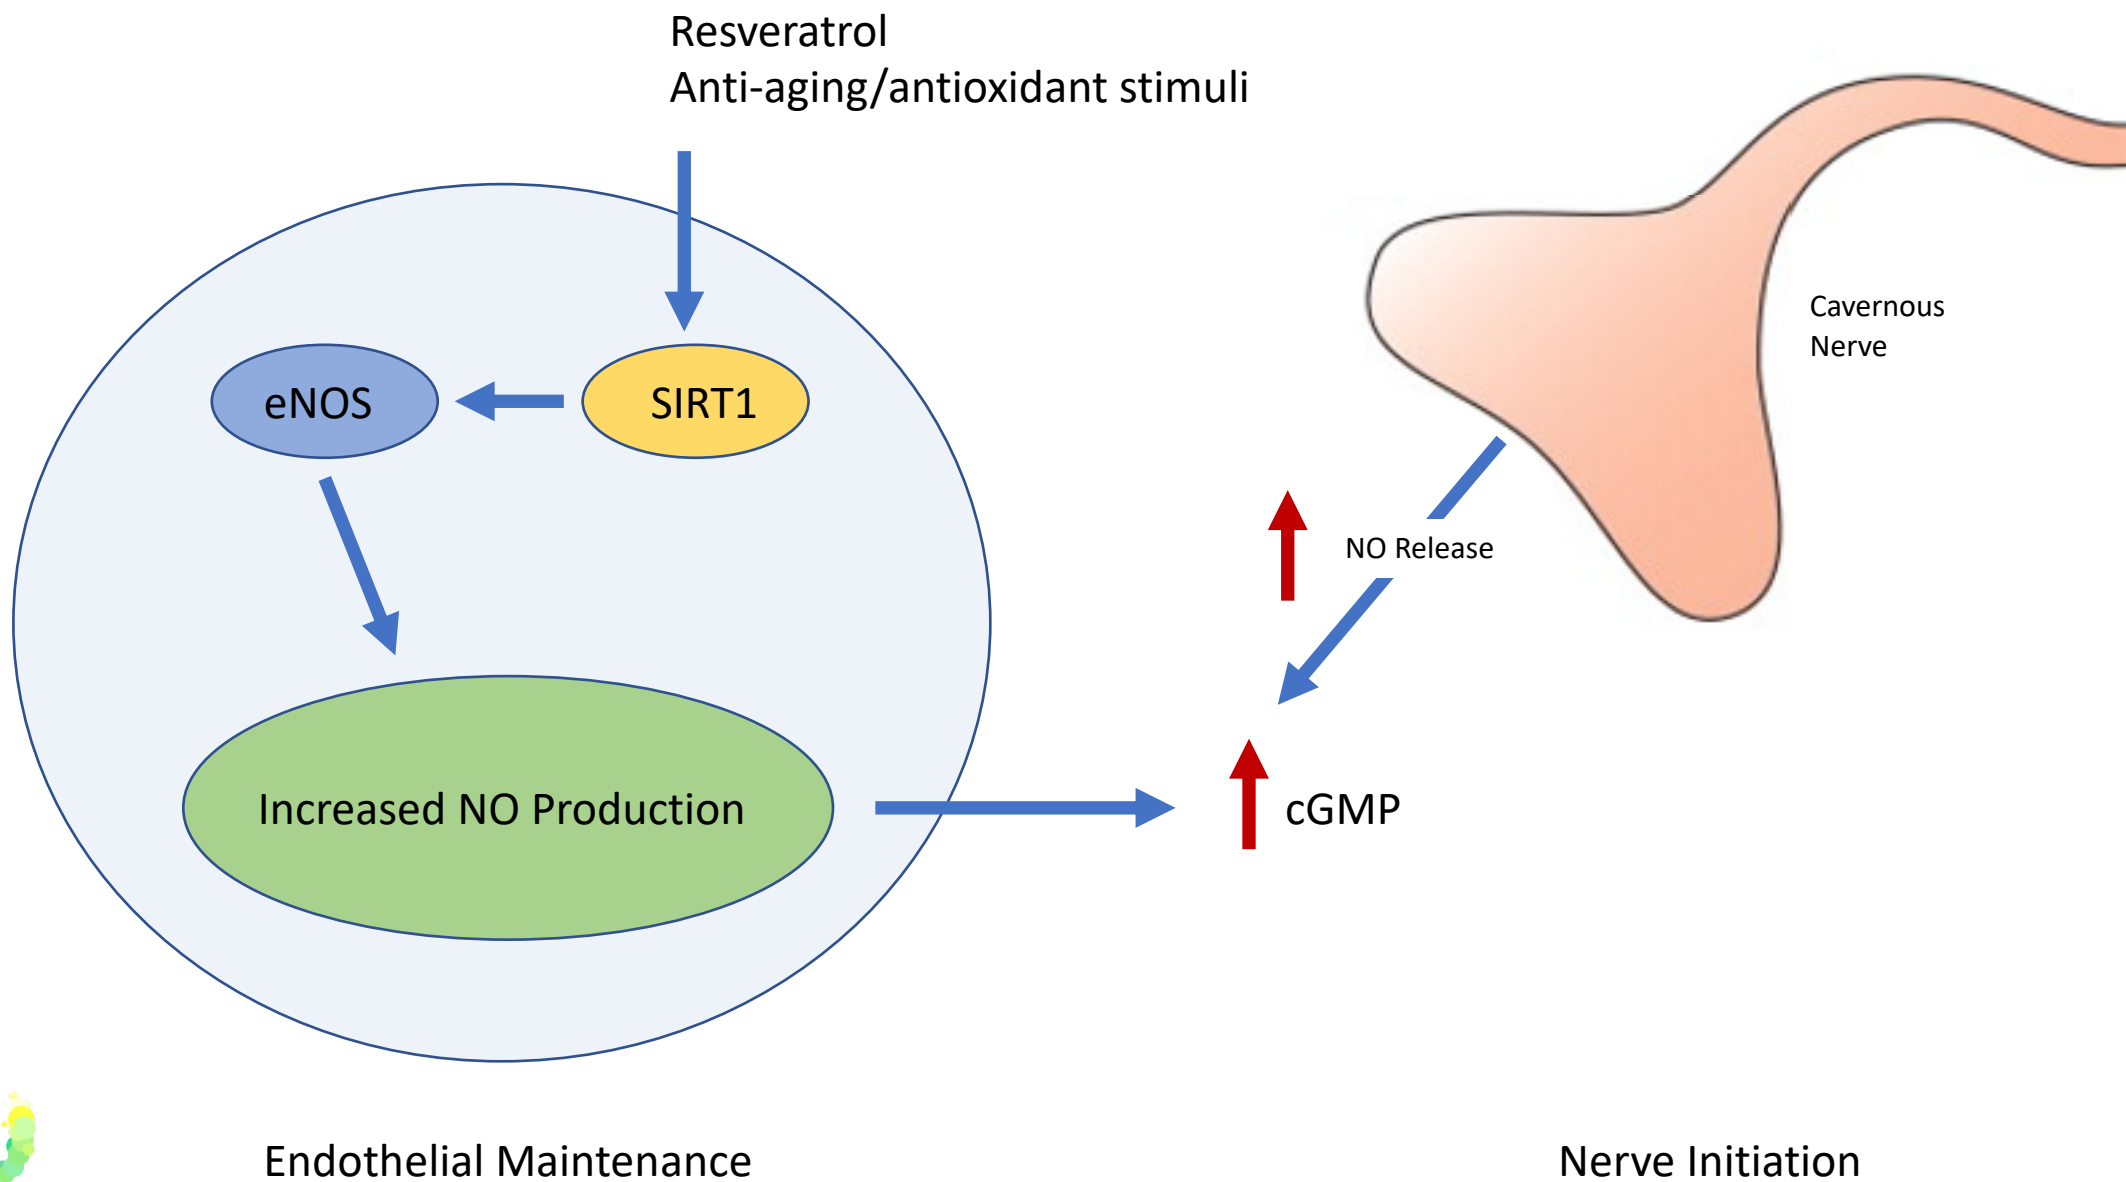 Resveratrol
Anti-aging/antioxidant stimuli
Cavernous
Nerve
eNOS
SIRT1
NO Release
Increased NO Production
cGMP
Endothelial Maintenance
Nerve Initiation